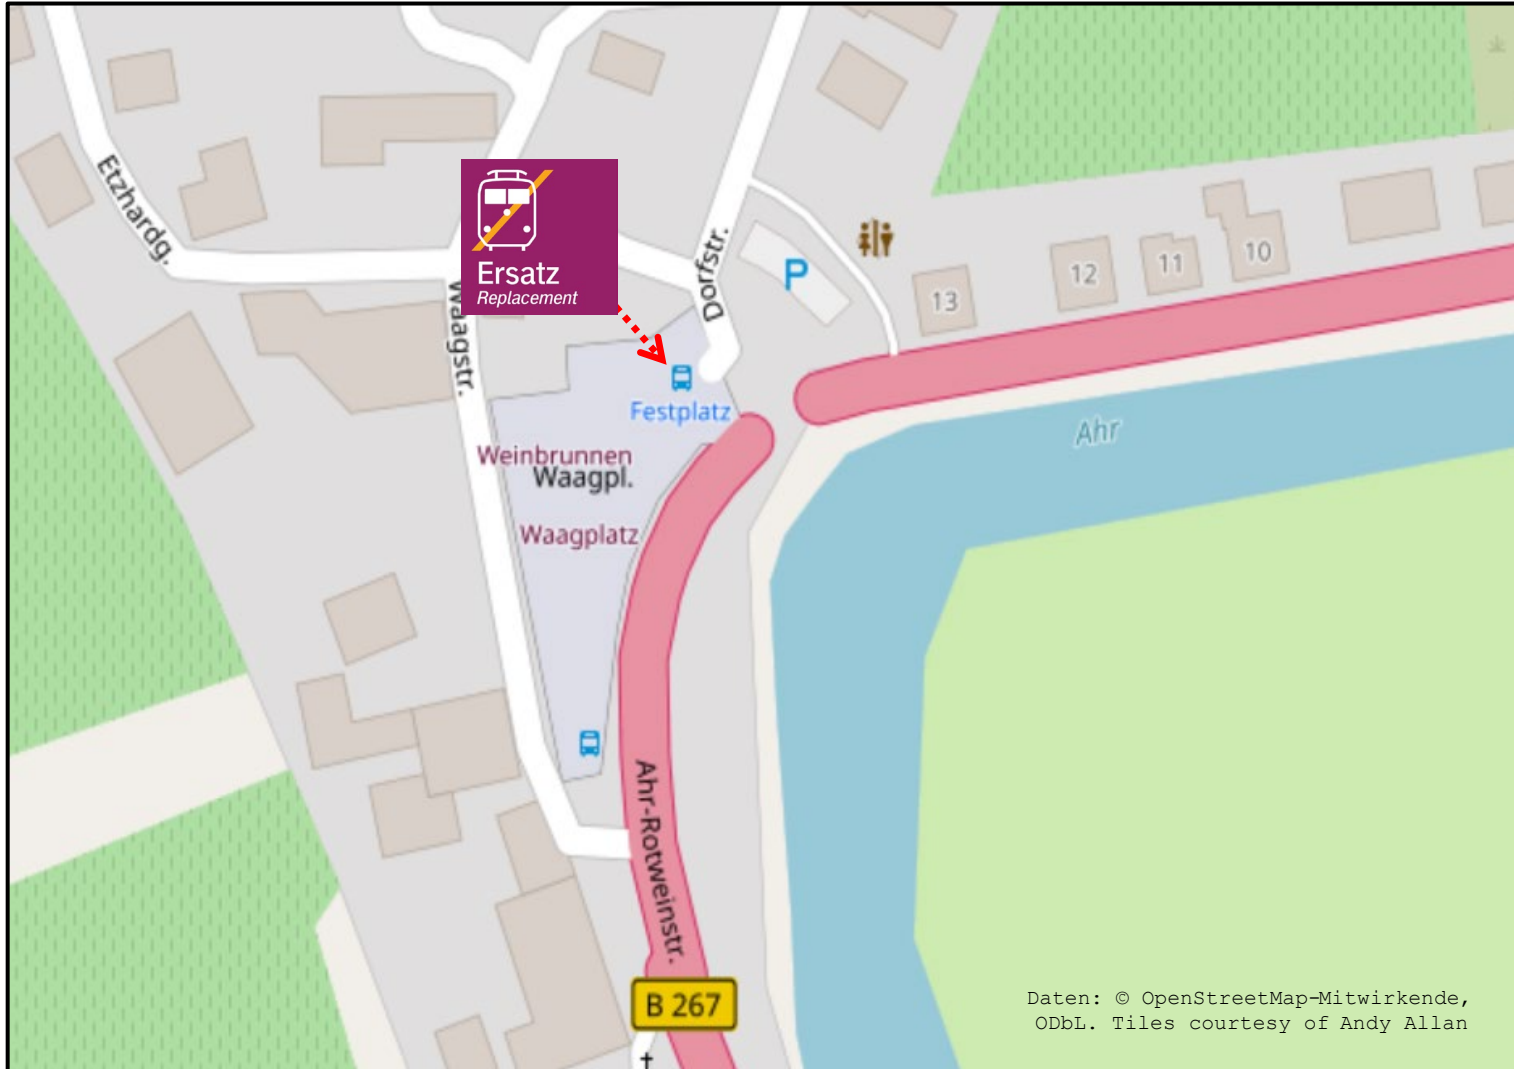 Etzhardg.
Ersatz
Replacement
Dorfstr.
P
13
12
11
10
Waagstr.
Festplatz
Ahr
Weinbrunnen
Waagpl.
Waagplatz
Ahr-Rotweinstr.
B 267
Daten: © OpenStreetMap-Mitwirkende,
ODbL. Tiles courtesy of Andy Allan